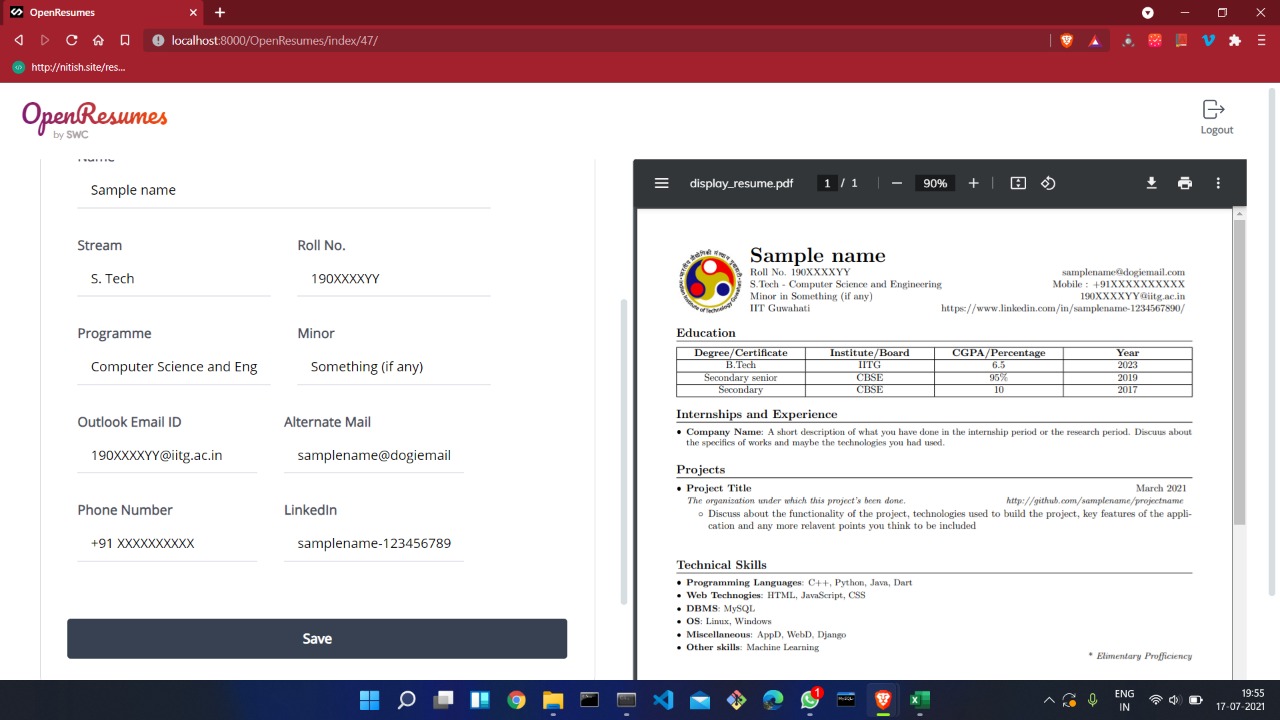 OpenResumes
localhost:8000/OpenResumes/index/47/
http://nitish.site/res...
OpenResumes
by SWC
Logout
Name
Sample name
Stream
Roll No.
S. Tech
190XXXXYY
Programme
Minor
Computer Science and Eng
Something (if any)
Outlook Email ID
Alternate Mail
190XXXXYY@iitg.ac.in
samplename@dogiemail
Phone Number
LinkedIn
+91 XXXXXXXXXX
samplename-123456789
Save
display_resume.pdf
1 / 1
90%
Sample name
Roll No. 190XXXXYY
S.Tech - Computer Science and Engineering
Minor in Something (if any)
IIT Guwahati
samplename@dogiemail.com
Mobile : +91XXXXXXXXXX
190XXXXYY@iitg.ac.in
https://www.linkedin.com/in/samplename-1234567890/
Education
Degree/Certificate Institute/Board CGPA/Percentage Year
B.Tech IITG 6.5 2023
Secondary senior CBSE 95% 2019
Secondary CBSE 10 2017
Internships and Experience
• Company Name: A short description of what you have done in the internship period or the research period. Discuus about
the specifics of works and maybe the technologies you had used.
Projects
• Project Title March 2021
The organization under which this project's been done. http://github.com/samplename/projectname
○ Discuss about the functionality of the project, technologies used to build the project, key features of the appli-
cation and any more relavent points you think to be included
Technical Skills
• Programming Languages: C++, Python, Java, Dart
• Web Technogies: HTML, JavaScript, CSS
• DBMS: MySQL
• OS: Linux, Windows
• Miscellaneous: AppD, WebD, Django
• Other skills: Machine Learning
* Elimentary Profficiency
1
ENG
IN
19:55
17-07-2021